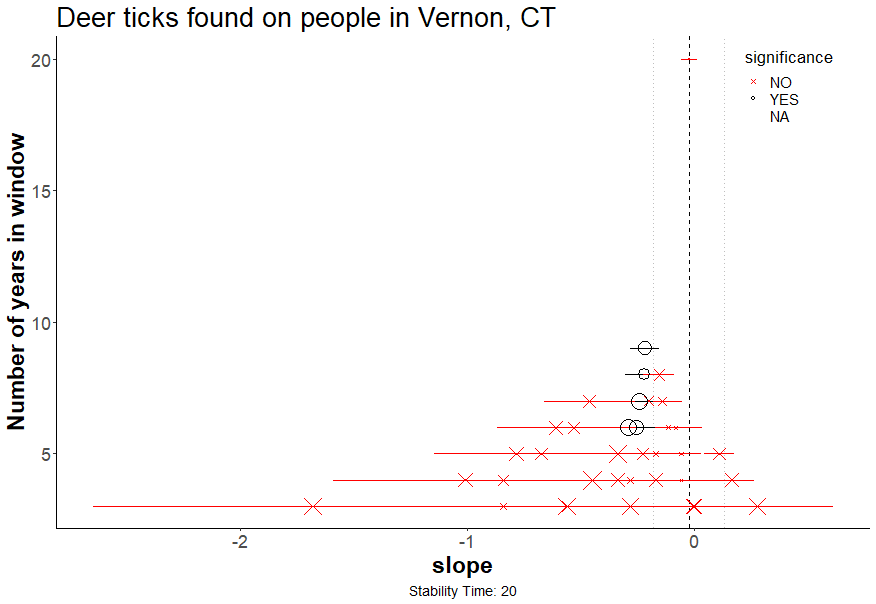 Deer ticks found on people in Vernon, CT
significance
NO
YES
NA
Number of years in window
20
15
10
5
-2
-1
0
slope
Stability Time: 20